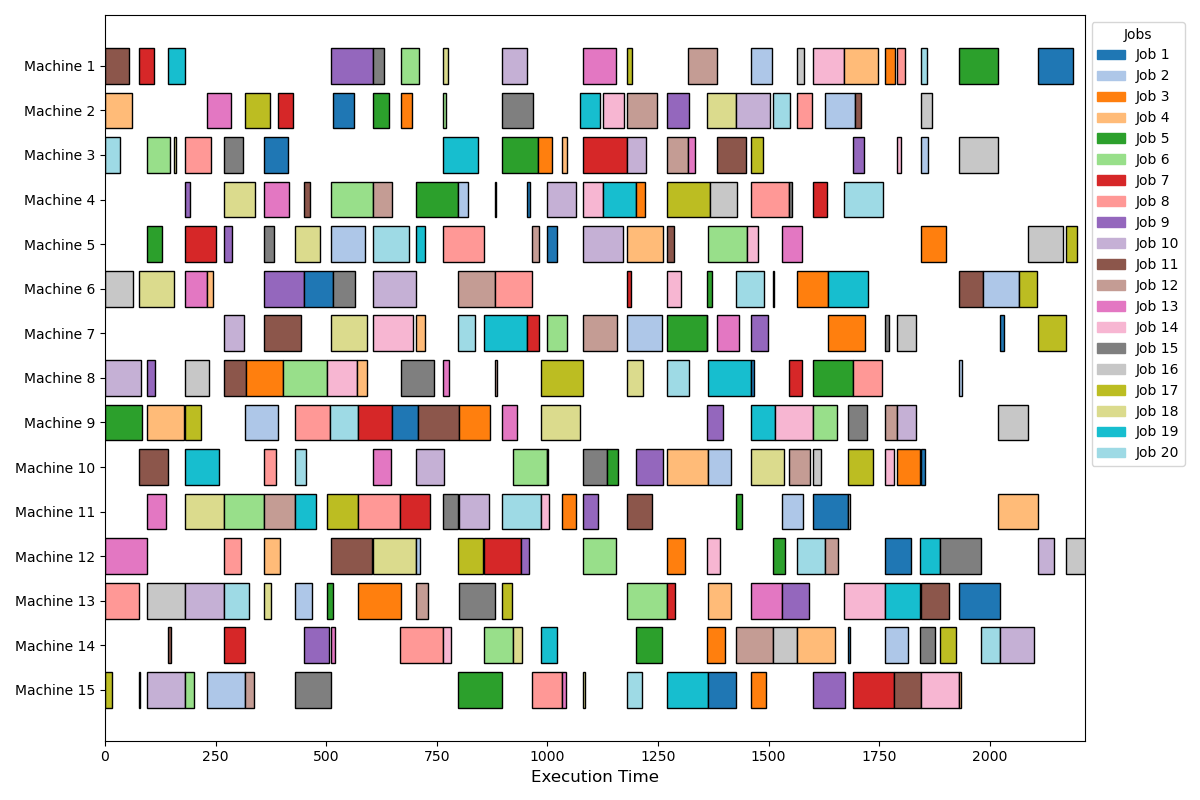 Machine 1
Machine 2
Machine 3
Machine 4
Machine 5
Machine 6
Machine 7
Machine 8
Machine 9
Machine 10
Machine 11
Machine 12
Machine 13
Machine 14
Machine 15
0 250 500 750 1000 1250 1500 1750 2000
Execution Time
Jobs
Job 1
Job 2
Job 3
Job 4
Job 5
Job 6
Job 7
Job 8
Job 9
Job 10
Job 11
Job 12
Job 13
Job 14
Job 15
Job 16
Job 17
Job 18
Job 19
Job 20